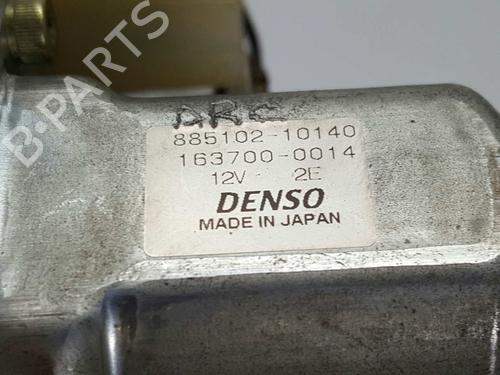 ARC
885102-10140
163700-0014
12V 2E
DENSO
MADE IN JAPAN
B-PARTS